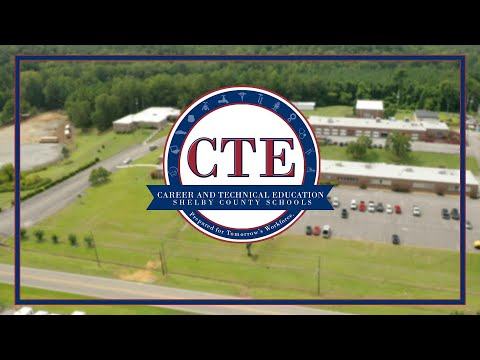 CTE
CAREER AND TECHNICAL EDUCATION
SHELBY COUNTY SCHOOLS
Prepared for Tomorrow's Workforce.